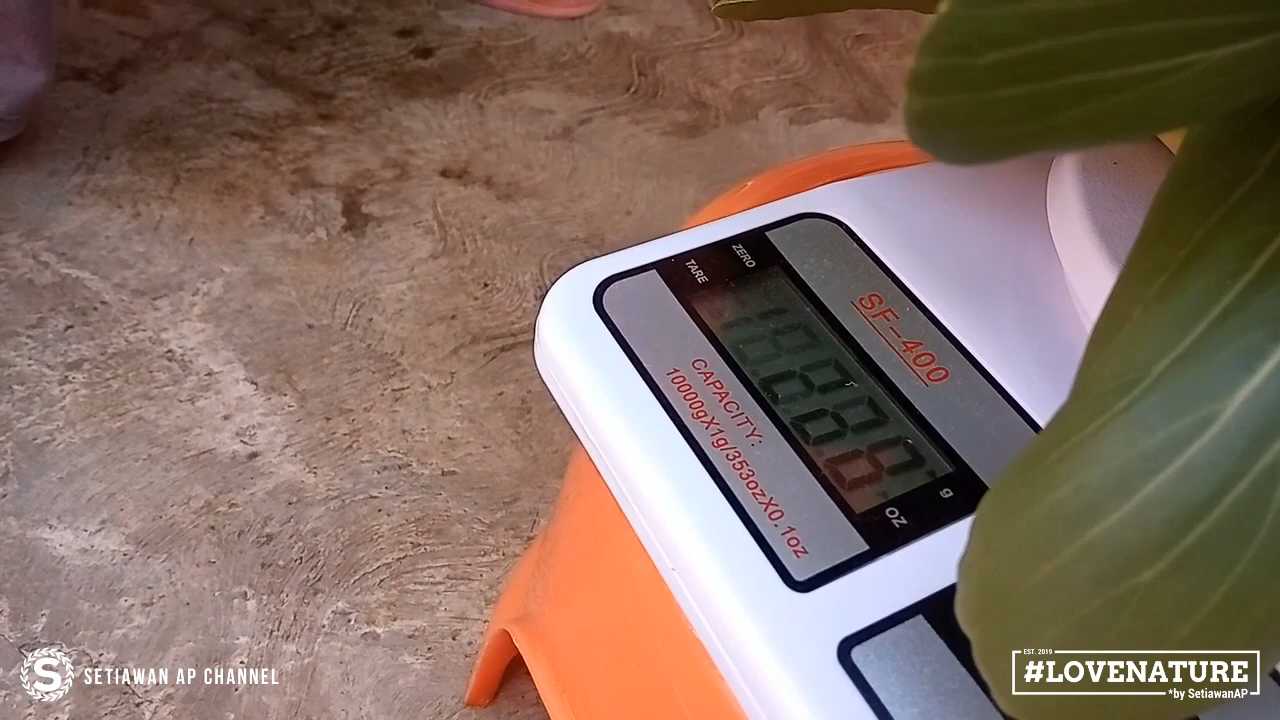 ZERO
TARE
SF-400
CAPACITY:
10000gX1g/353ozX0.1oz
g
OZ
S
SETIAWAN AP CHANNEL
EST. 2019
#LOVENATURE
*by SetiawanAP